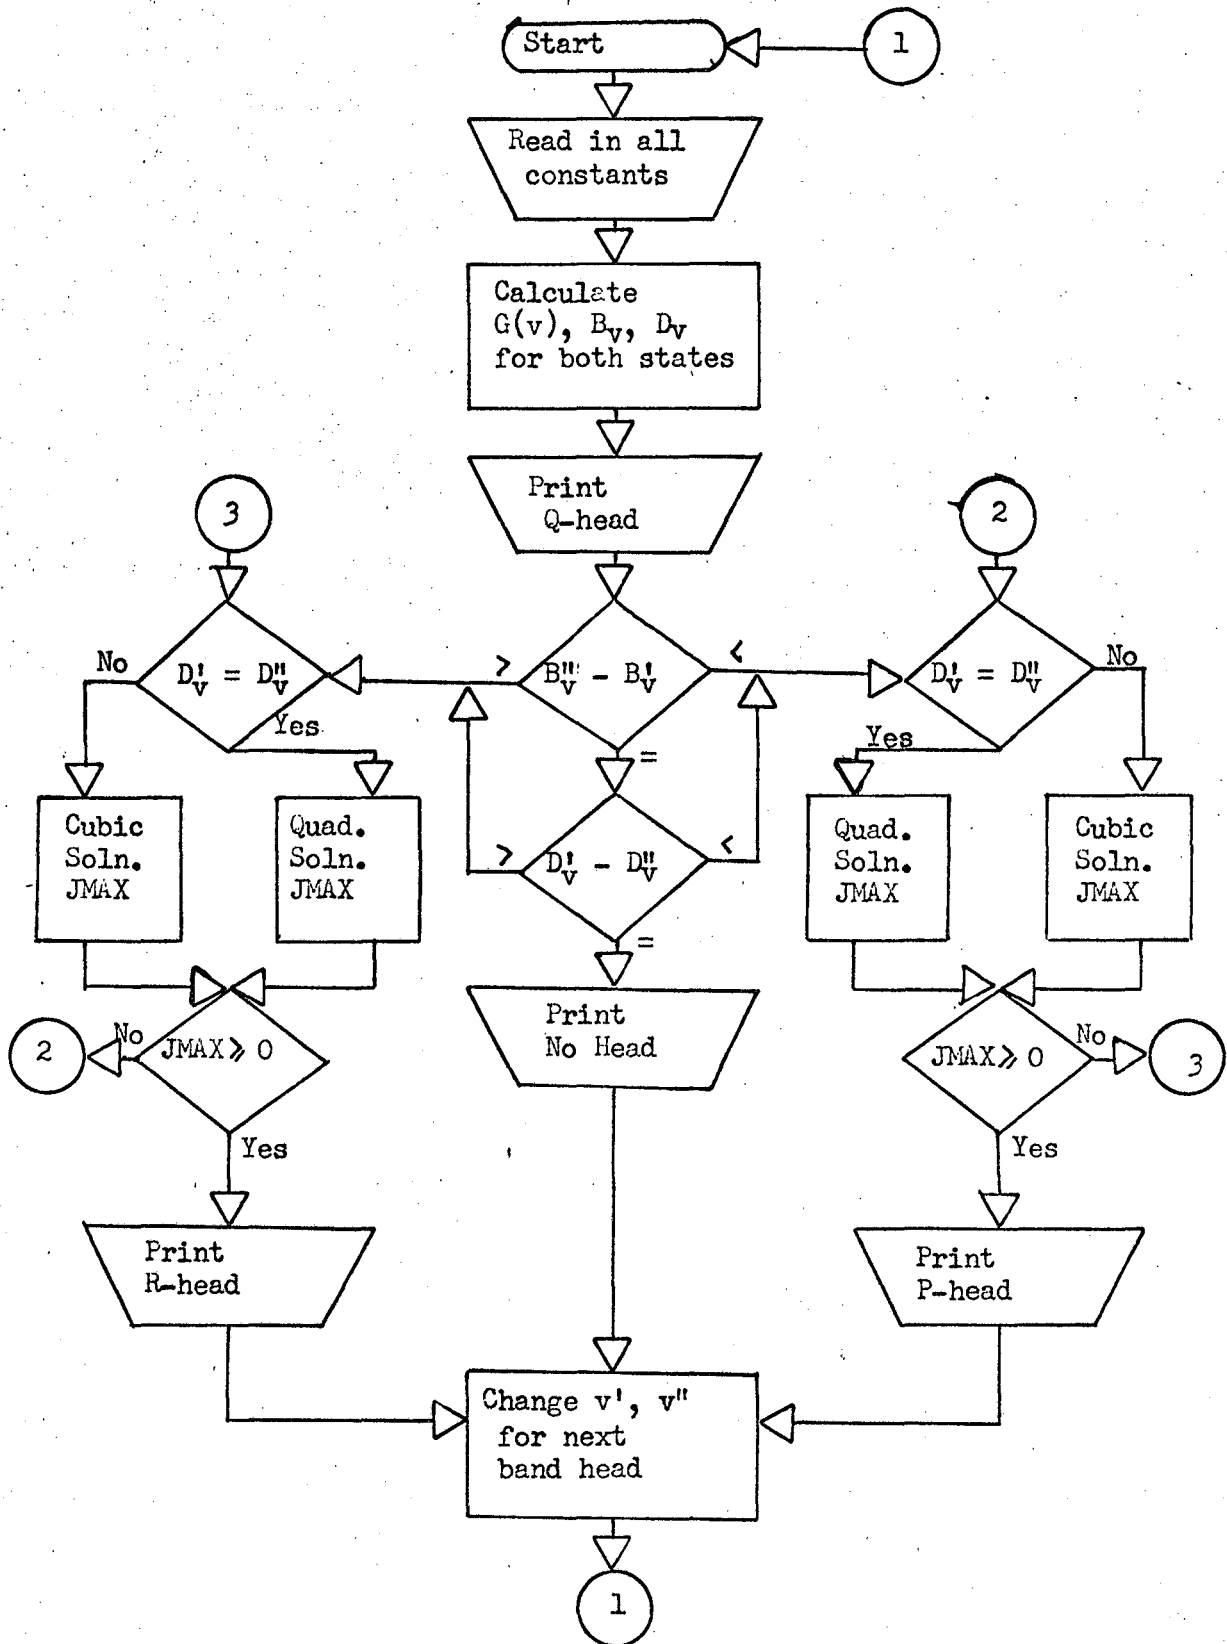 Start
1
Read in all
constants
Calculate
G(v), Bv, Dv
for both states
Print
Q-head
3
2
No
D'v = D"v
Yes
>
B"v - B'v
<
=
D'v = D"v
No
Yes
Cubic
Soln.
JMAX
Quad.
Soln.
JMAX
>
D'v - D"v
<
=
Quad.
Soln.
JMAX
Cubic
Soln.
JMAX
2
No
JMAX ⩾ 0
Yes
Print
No Head
JMAX ⩾ 0
No
3
Yes
Print
R-head
Print
P-head
Change v', v"
for next
band head
1